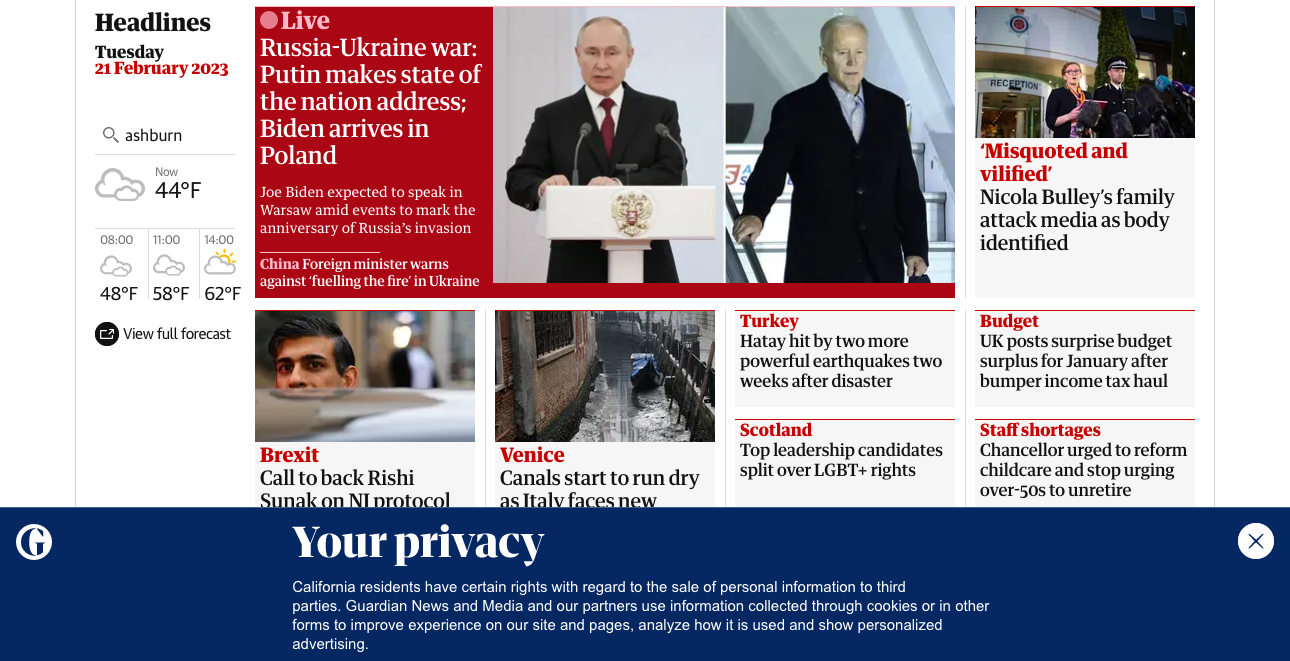 Headlines
Tuesday
21 February 2023
ashburn
Now
44°F
08:00
11:00
14:00
48°F
58°F
62°F
View full forecast
Live
Russia-Ukraine war:
Putin makes state of
the nation address;
Biden arrives in
Poland
Joe Biden expected to speak in
Warsaw amid events to mark the
anniversary of Russia's invasion
China Foreign minister warns
against ‘fuelling the fire’ in Ukraine
RECEPTION
‘Misquoted and
vilified’
Nicola Bulley’s family
attack media as body
identified
Brexit
Call to back Rishi
Sunak on NI protocol
Venice
Canals start to run dry
as Italy faces new
Turkey
Hatay hit by two more
powerful earthquakes two
weeks after disaster
Budget
UK posts surprise budget
surplus for January after
bumper income tax haul
Scotland
Top leadership candidates
split over LGBT+ rights
Staff shortages
Chancellor urged to reform
childcare and stop urging
over-50s to unretire
Your privacy
California residents have certain rights with regard to the sale of personal information to third
parties. Guardian News and Media and our partners use information collected through cookies or in other
forms to improve experience on our site and pages, analyze how it is used and show personalized
advertising.